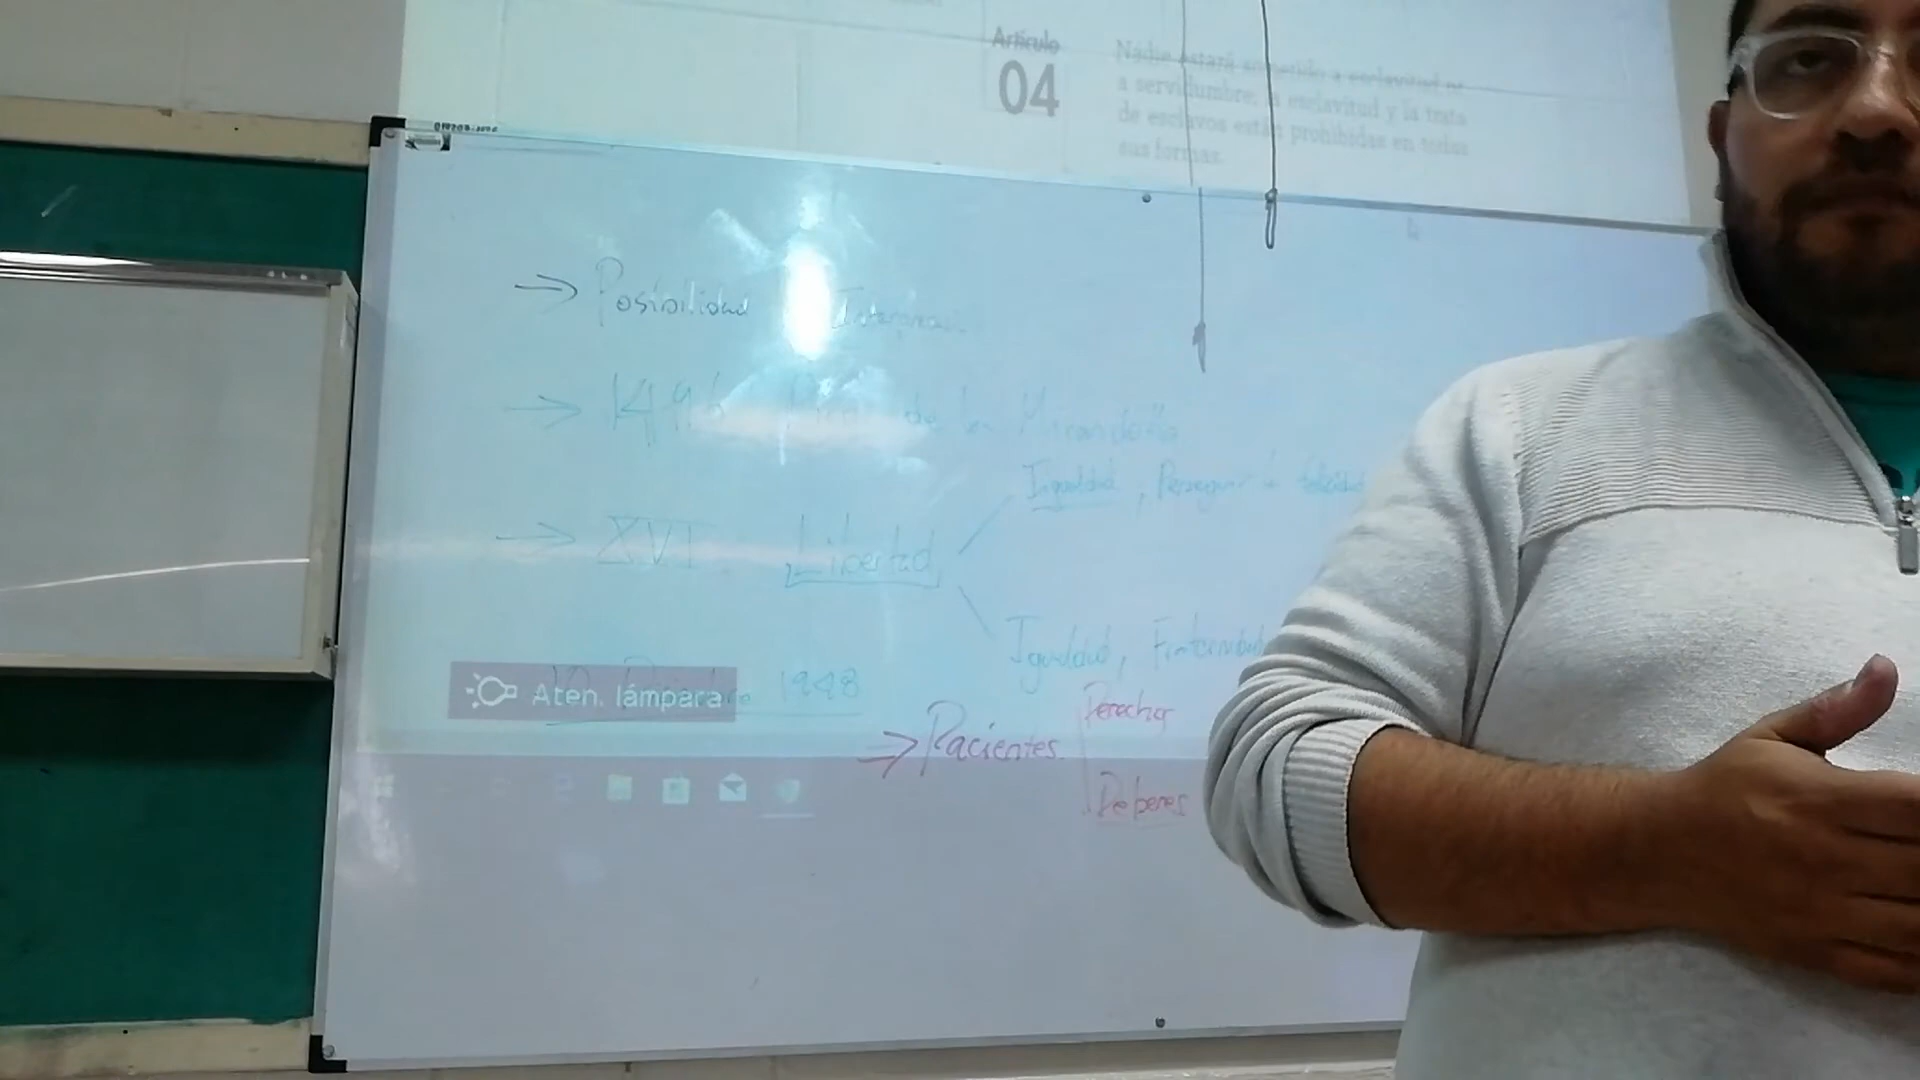 Artículo
04
Nadie estará sometido a esclavitud ni
a servidumbre, la esclavitud y la trata
de esclavos están prohibidas en todas
sus formas.
→ Posibilidad
→ 1496 Pico de la Mirandolla
Igualdad, Perseguir la felicidad
→ XVI Libertad
Igualdad, Fraternidad
10 1948
Aten. lámpara
→ Pacientes
Derechos
Deberes